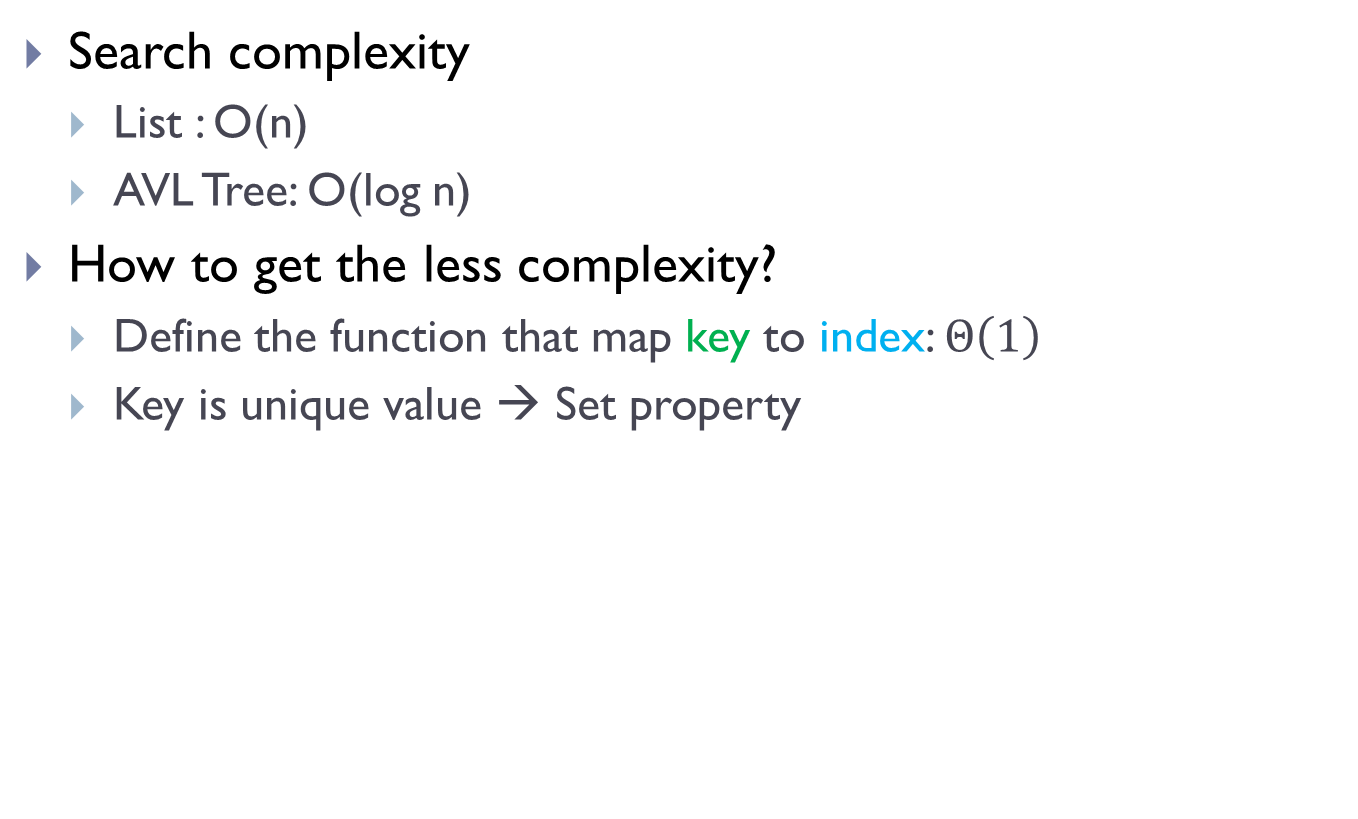 Search complexity
List : O(n)
AVL Tree: O(log n)
How to get the less complexity?
Define the function that map key to index: Θ(1)
Key is unique value → Set property